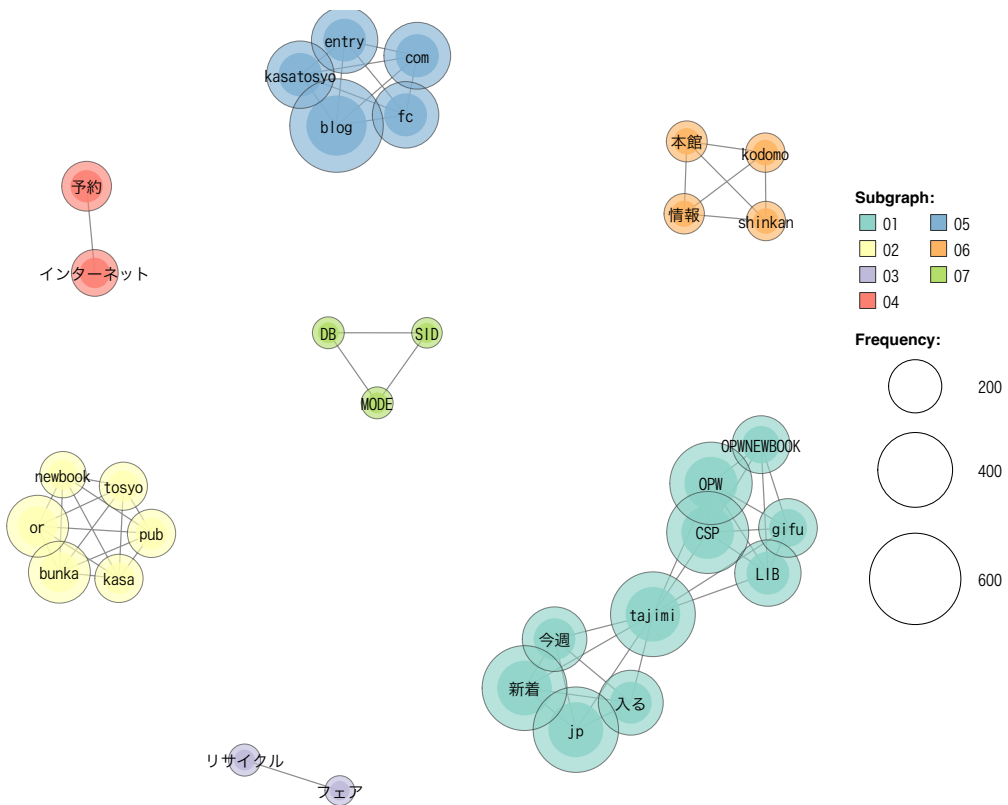 entry
com
kasatosyo
fc
blog
本館
kodomo
情報
shinkan
予約
インターネット
DB
SID
MODE
Subgraph:
01
05
02
06
03
07
04
Frequency:
200
400
600
OPWNEWBOOK
OPW
CSP
gifu
LIB
tajimi
今週
新着
入る
jp
newbook
tosyo
or
pub
bunka
kasa
リサイクル
フェア